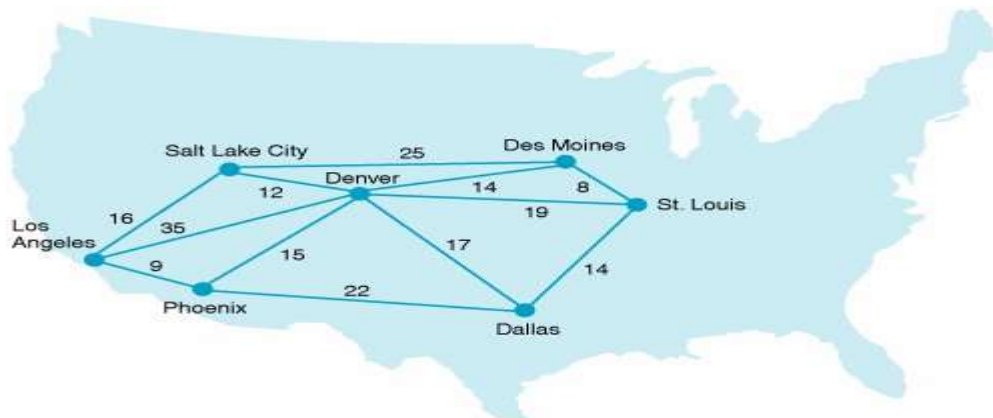 Des Moines
Salt Lake City
25
Denver
12
14
8
16
35
19
St. Louis
Los
Angeles
9
15
17
14
22
Phoenix
Dallas